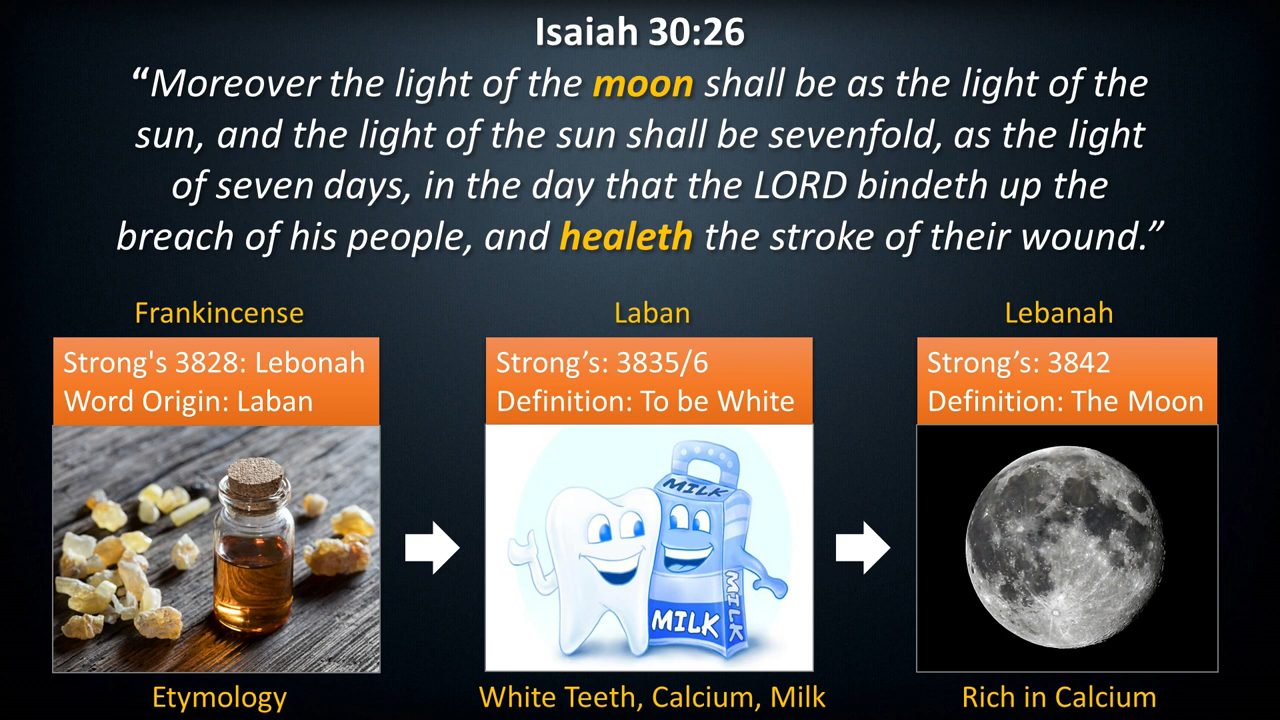 Isaiah 30:26
“Moreover the light of the moon shall be as the light of the
sun, and the light of the sun shall be sevenfold, as the light
of seven days, in the day that the LORD bindeth up the
breach of his people, and healeth the stroke of their wound.”
Frankincense
Strong's 3828: Lebonah
Word Origin: Laban
Etymology
Laban
Strong’s: 3835/6
Definition: To be White
MILK
MILK
MILK
White Teeth, Calcium, Milk
Lebanah
Strong’s: 3842
Definition: The Moon
Rich in Calcium